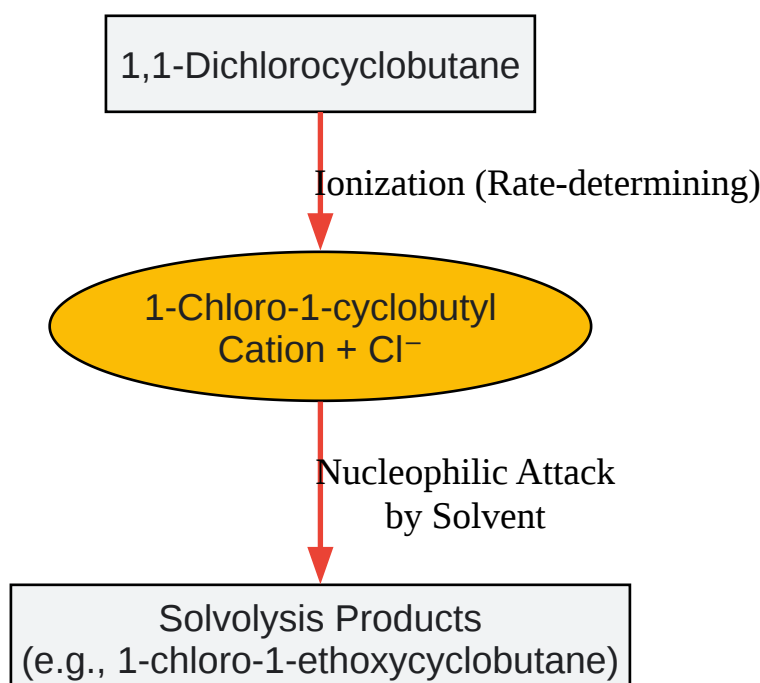 1,1-Dichlorocyclobutane
Ionization (Rate-determining)
1-Chloro-1-cyclobutyl
Cation + Cl⁻
Nucleophilic Attack
by Solvent
Solvolysis Products
(e.g., 1-chloro-1-ethoxycyclobutane)